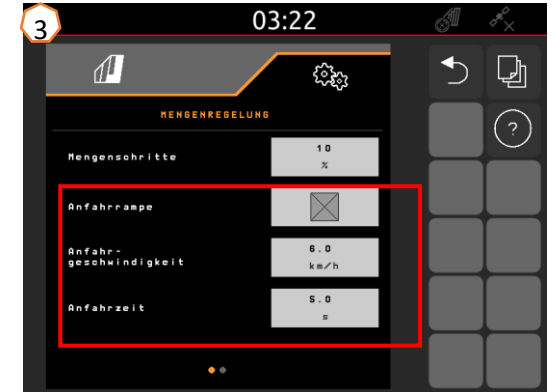 3
03:22
MENGENREGELUNG
Mengenschritte
10
%
Anfahrrampe
Anfahr-
geschwindigkeit
6.0
km/h
Anfahrzeit
5.0
s
?